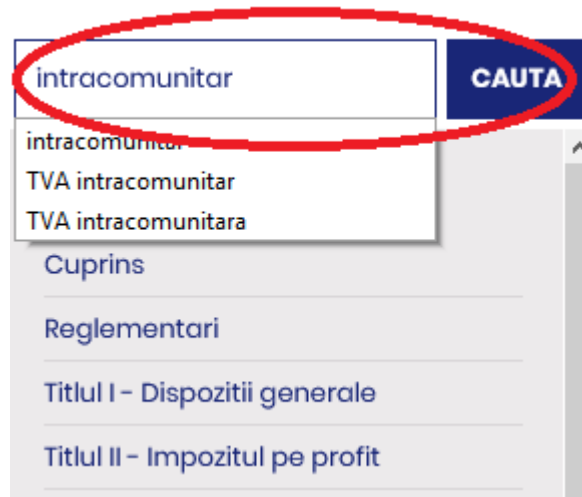 intracomunitar CAUTA
intracomunitar
TVA intracomunitar
TVA intracomunitara
Cuprins
Reglementari
Titlul I - Dispozitii generale
Titlul II - Impozitul pe profit